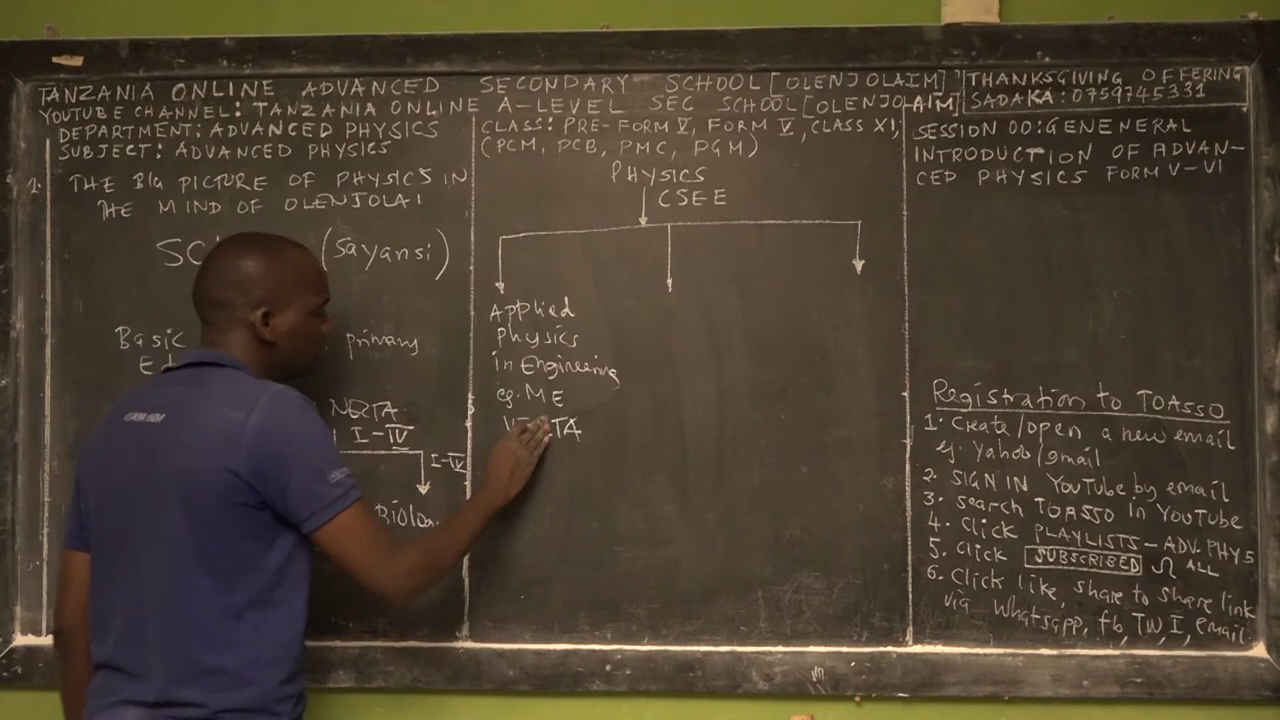 TANZANIA ONLINE ADVANCED SECONDARY SCHOOL [OLENJOLAIM]
YOUTUBE CHANNEL: TANZANIA ONLINE A-LEVEL SEC SCHOOL [OLENJOLAIM]
DEPARTMENT: ADVANCED PHYSICS
SUBJECT: ADVANCED PHYSICS
1. THE BIG PICTURE OF PHYSICS IN
THE MIND OF OLENJOLAI
(Sayansi)
Basic
primary
NECTA
I-IV
I-IV
CLASS: PRE-FORM V, FORM V, CLASS XI,
(PCM, PCB, PMC, PGM)
PHYSICS
CSEE
Applied
Physics
in Engineering
eg. ME
THANKSGIVING OFFERING
SADAKA: 0759745331
SESSION 00: GENENERAL
INTRODUCTION OF ADVAN-
CED PHYSICS FORM V-VI
Registration to TOASSO
1. Create/open a new email
eg Yahoo/gmail
2. SIGN IN YouTube by email
3. Search TOASSO in YouTube
4. Click PLAYLISTS - ADV. PHYS
5. Click SUBSCRIBED ALL
6. Click like, share to share link
via Whatsapp, fb, TW, I, email